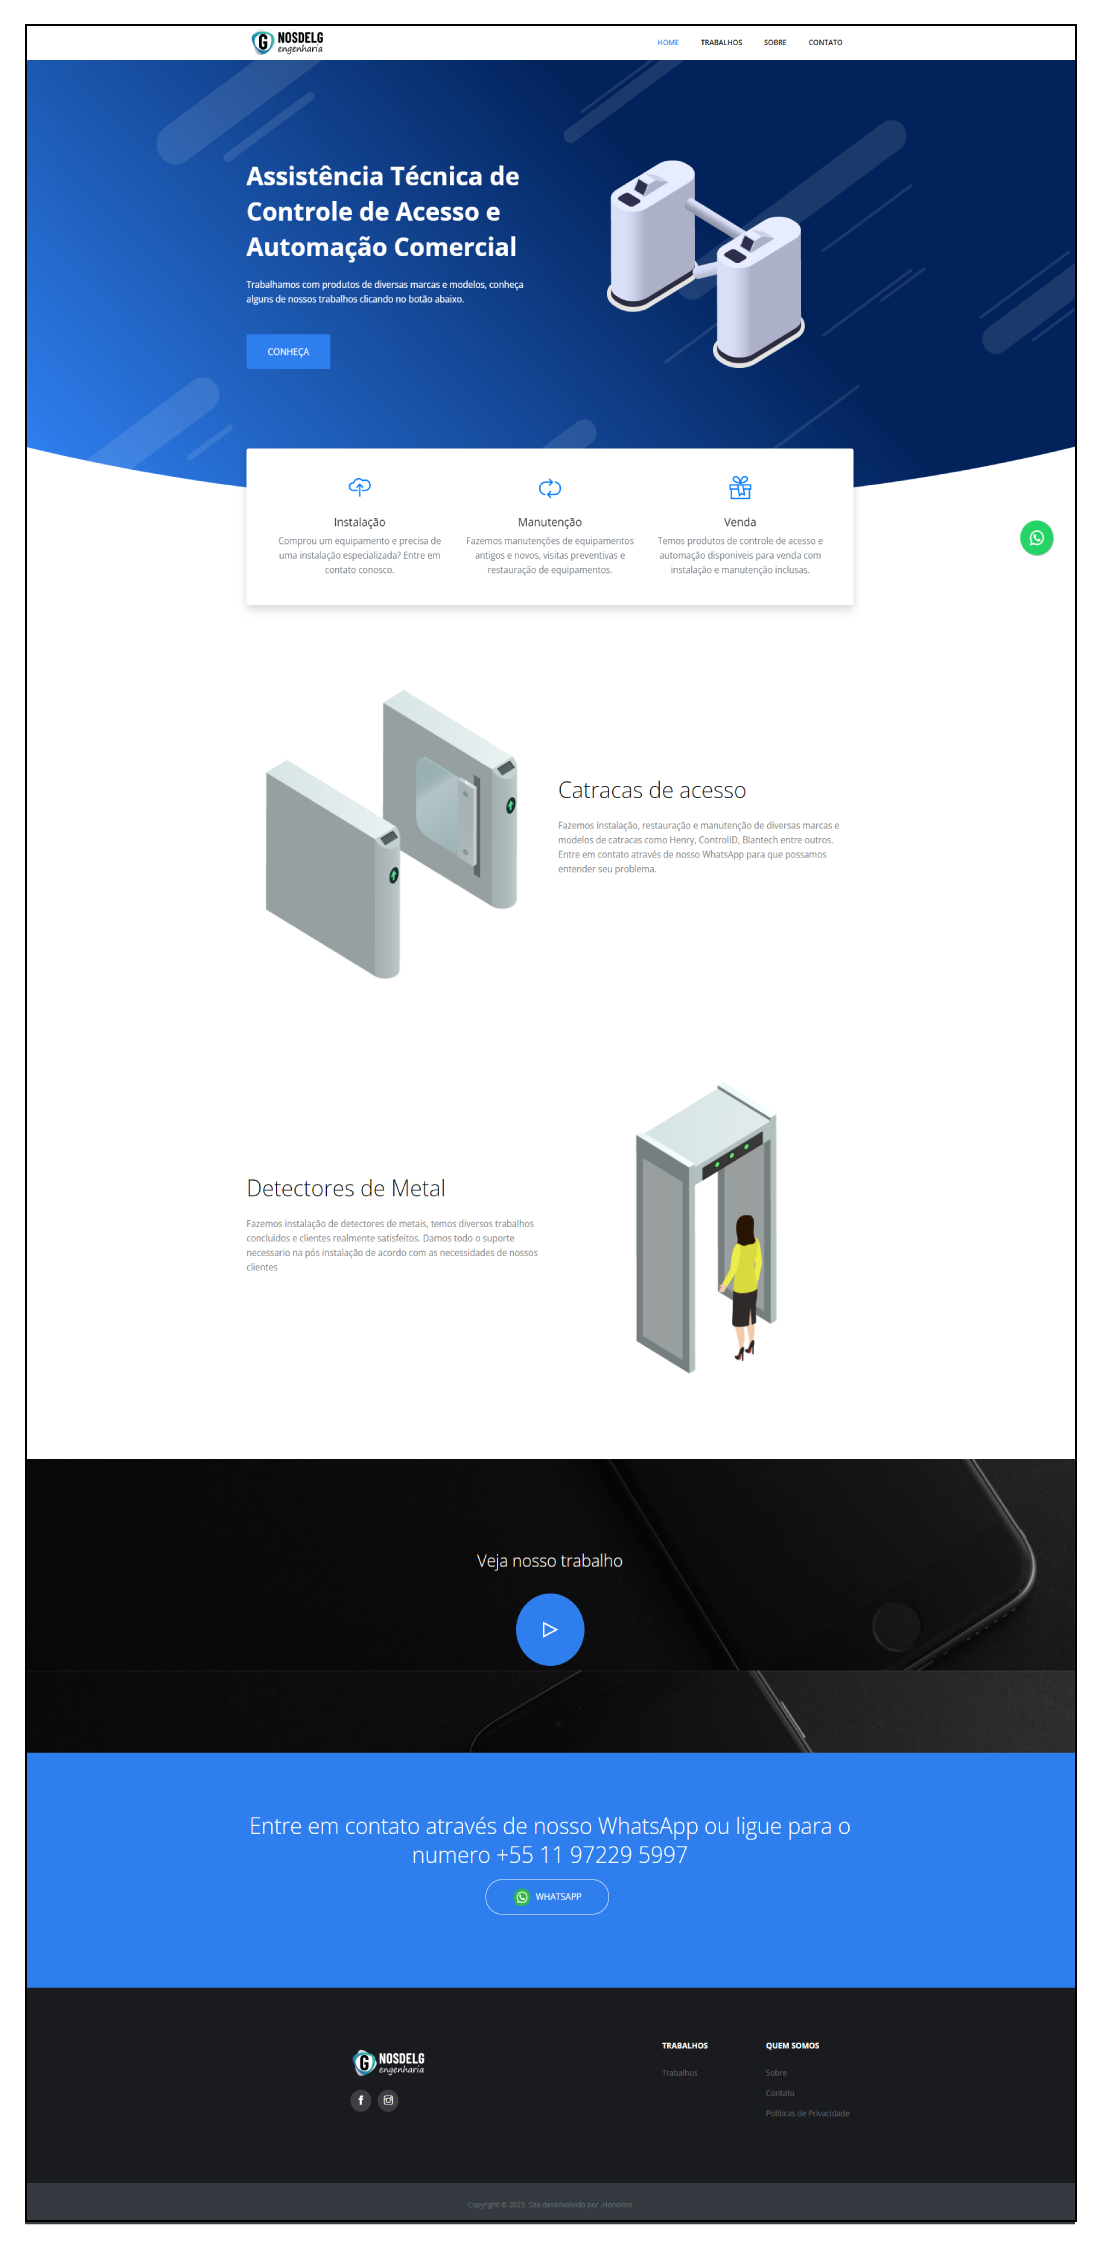 G NOSDELG
engenharia
HOME TRABALHOS SOBRE CONTATO
Assistência Técnica de
Controle de Acesso e
Automação Comercial
Trabalhamos com produtos de diversas marcas e modelos, conheça
alguns de nossos trabalhos clicando no botão abaixo.
CONHEÇA
Instalação
Comprou um equipamento e precisa de
uma instalação especializada? Entre em
contato conosco.
Manutenção
Fazemos manutenções de equipamentos
antigos e novos, visitas preventivas e
restauração de equipamentos.
Venda
Temos produtos de controle de acesso e
automação disponiveis para venda com
instalação e manutenção inclusas.
Catracas de acesso
Fazemos instalação, restauração e manutenção de diversas marcas e
modelos de catracas como Henry, ControlID, Blantech entre outros.
Entre em contato através de nosso WhatsApp para que possamos
entender seu problema.
Detectores de Metal
Fazemos instalação de detectores de metais, temos diversos trabalhos
concluídos e clientes realmente satisfeitos. Damos todo o suporte
necessario na pós instalação de acordo com as necessidades de nossos
clientes
Veja nosso trabalho
Entre em contato através de nosso WhatsApp ou ligue para o
numero +55 11 97229 5997
WHATSAPP
G NOSDELG
engenharia
TRABALHOS
Trabalhos
QUEM SOMOS
Sobre
Contato
Políticas de Privacidade
Copyright © 2023. Site desenvolvido por .Honorios